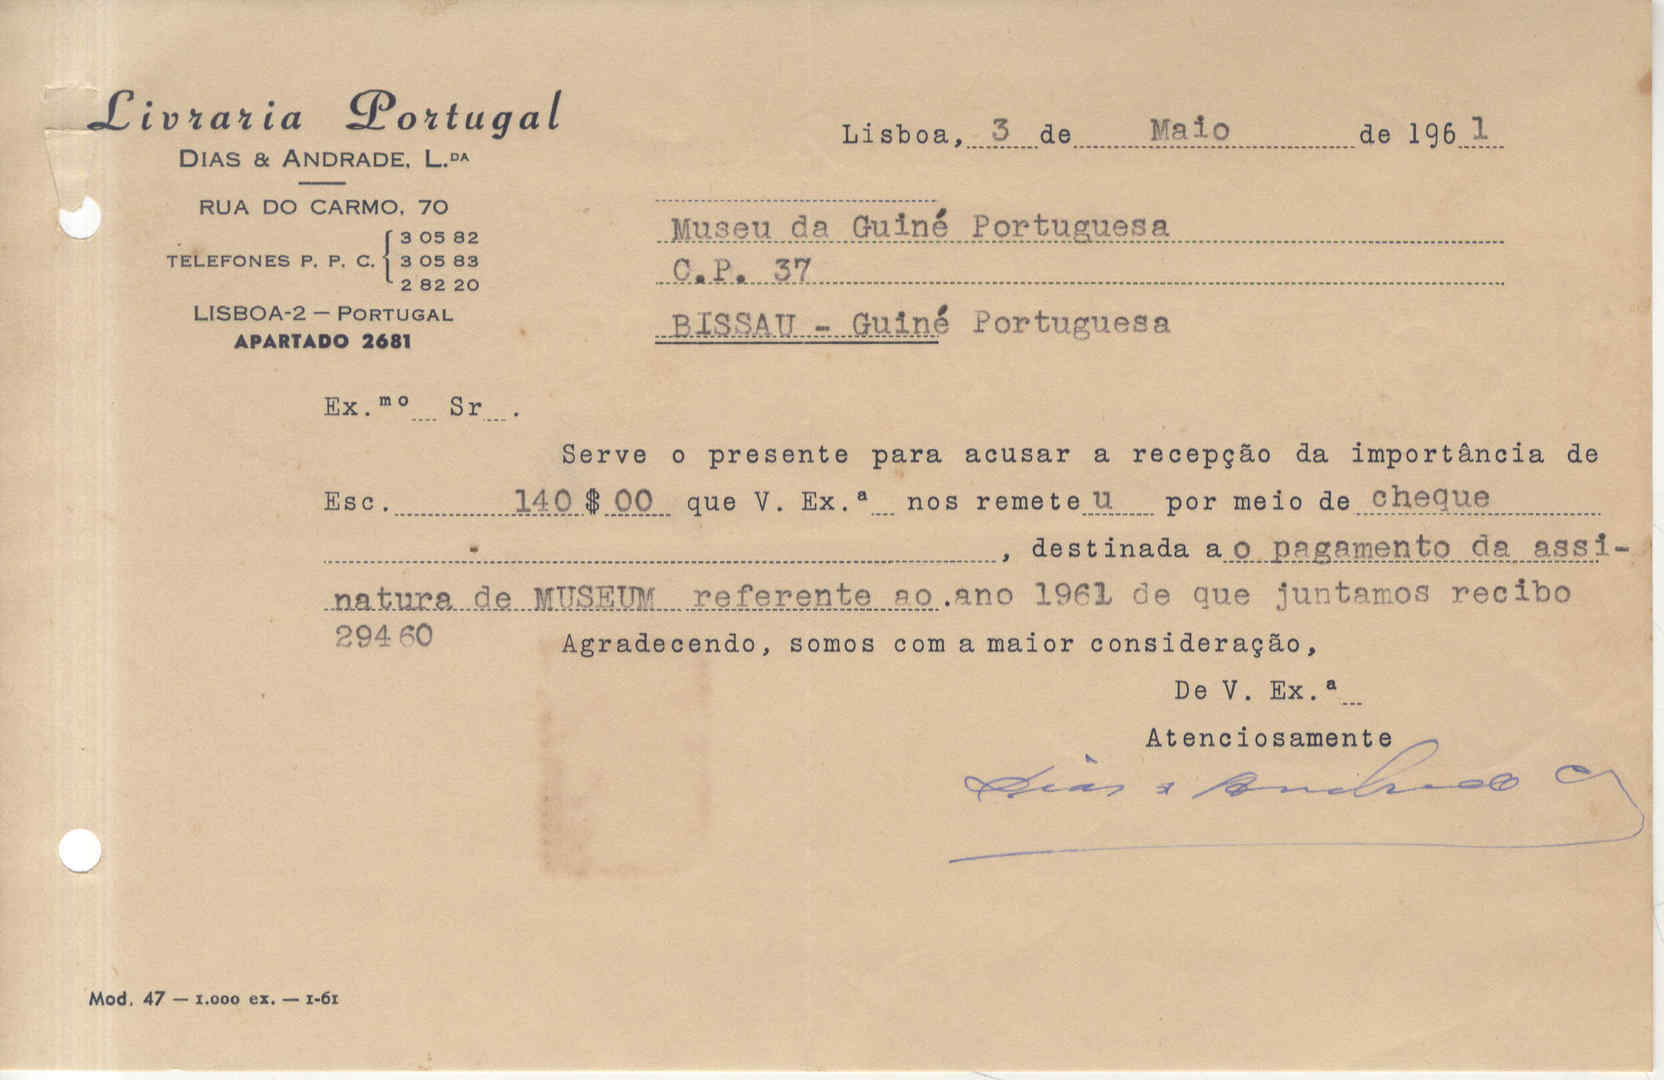 Livraria Portugal
DIAS & ANDRADE, L.DA
RUA DO CARMO, 70
TELEFONES P. P. C. { 3 05 82
3 05 83
2 82 20
LISBOA-2 — PORTUGAL
APARTADO 2681
Lisboa, 3 de Maio de 1961
Museu da Guiné Portuguesa
C.P. 37
BISSAU - Guiné Portuguesa
Ex.mo Sr .
Serve o presente para acusar a recepção da importância de
Esc. 140$00 que V. Ex.ª nos remeteu por meio de cheque
, destinada ao pagamento da assi-
natura de MUSEUM referente ao.ano 1961 de que juntamos recibo
29460 Agradecendo, somos com a maior consideração,
De V. Ex.ª
Atenciosamente
Dias & Andrade
Mod. 47 — 1.000 ex. — 1-61